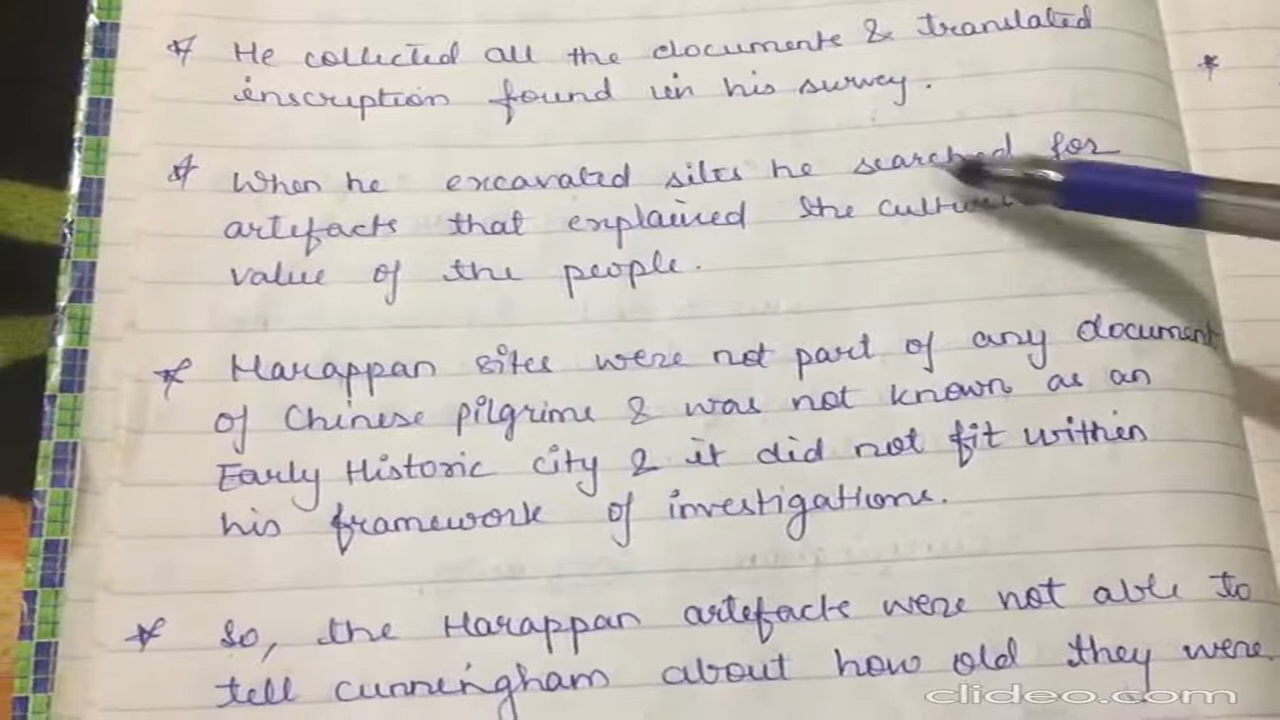 * He collected all the documents & translated
inscription found in his survey.
* When he excavated sites he searched for
artefacts that explained the cultural
value of the people.
* Harappan sites were not part of any document
of Chinese pilgrims & was not known as an
Early Historic city & it did not fit within
his framework of investigations.
* So, the Harappan artefacts were not able to
tell cunningham about how old they were
*
clideo.com